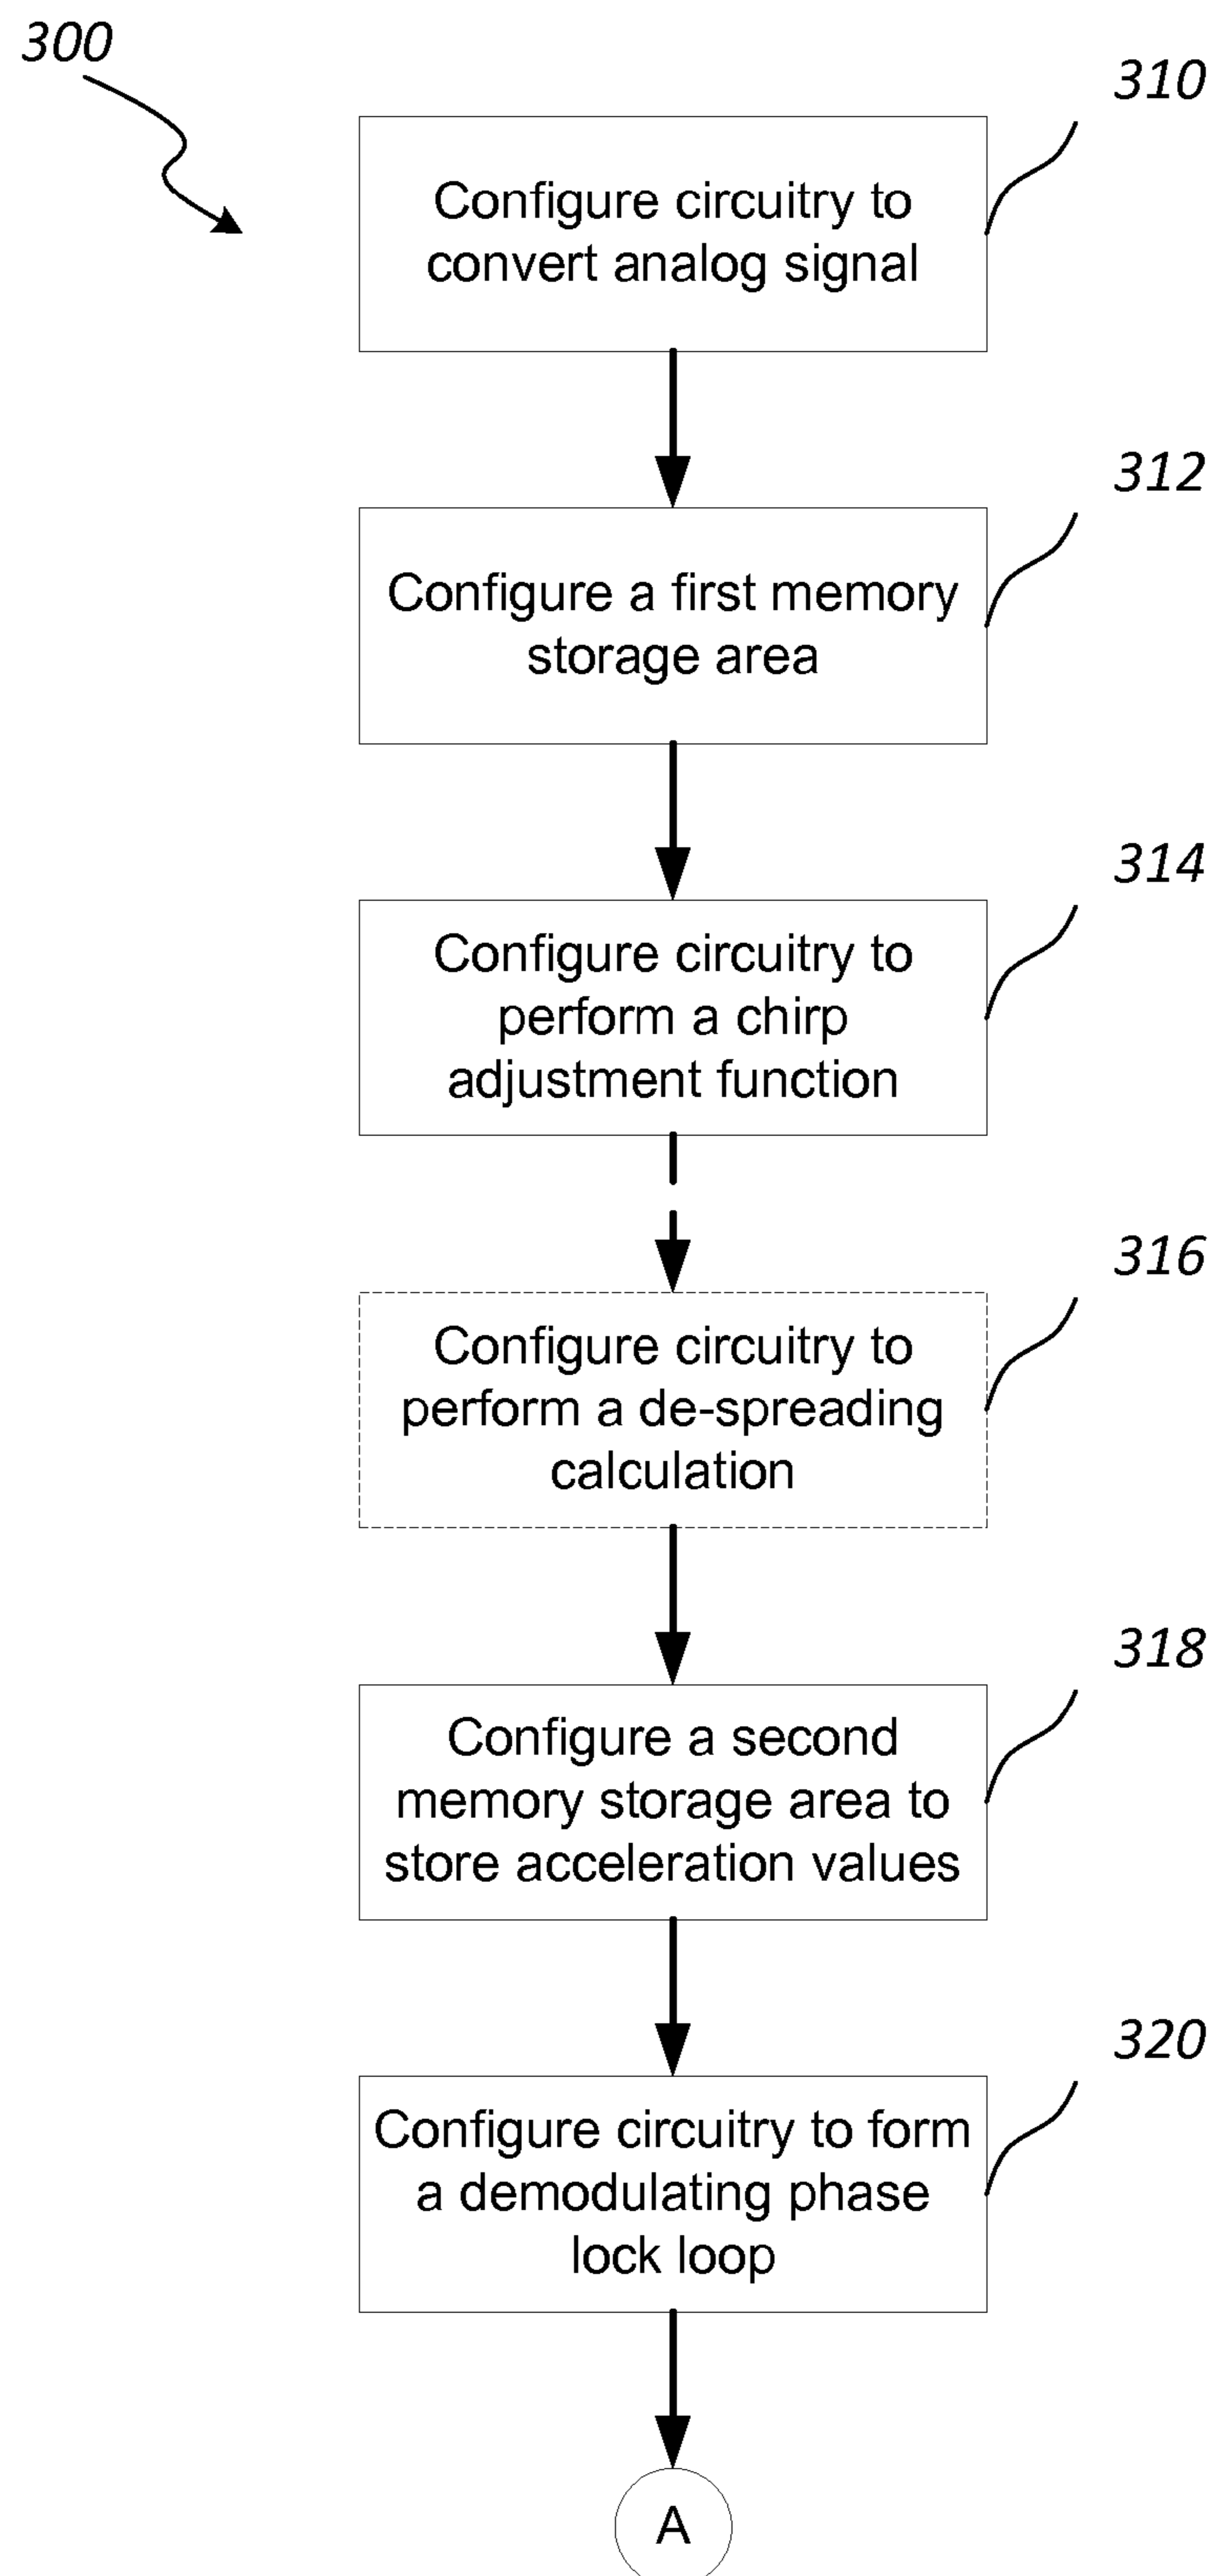 300
310
Configure circuitry to
convert analog signal
312
Configure a first memory
storage area
314
Configure circuitry to
perform a chirp
adjustment function
316
Configure circuitry to
perform a de-spreading
calculation
318
Configure a second
memory storage area to
store acceleration values
320
Configure circuitry to form
a demodulating phase
lock loop
A